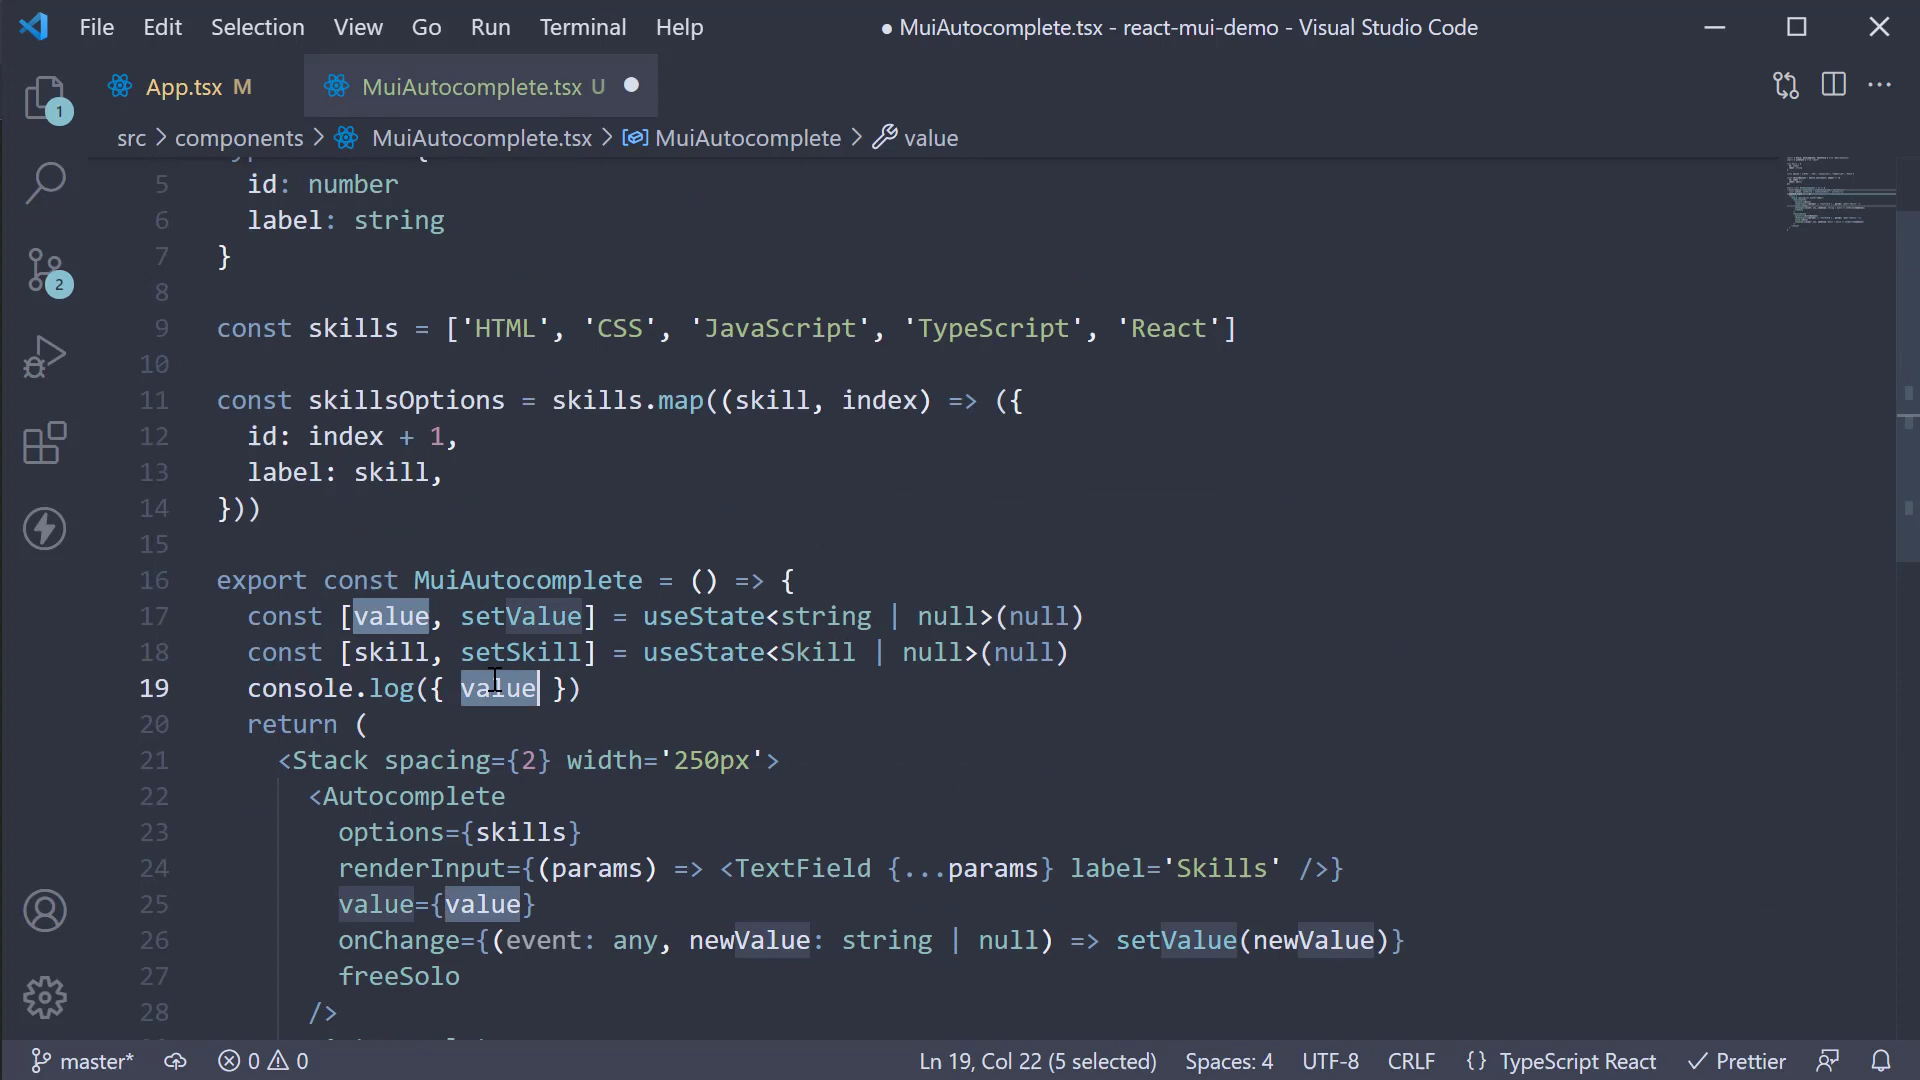 File Edit Selection View Go Run Terminal Help
● MuiAutocomplete.tsx - react-mui-demo - Visual Studio Code
App.tsx M
MuiAutocomplete.tsx U
src > components > MuiAutocomplete.tsx > MuiAutocomplete > value
1
2
5 id: number
6 label: string
7 }
8
9 const skills = ['HTML', 'CSS', 'JavaScript', 'TypeScript', 'React']
10
11 const skillsOptions = skills.map((skill, index) => ({
12 id: index + 1,
13 label: skill,
14 }))
15
16 export const MuiAutocomplete = () => {
17 const [value, setValue] = useState<string | null>(null)
18 const [skill, setSkill] = useState<Skill | null>(null)
19 console.log({ value })
20 return (
21 <Stack spacing={2} width='250px'>
22 <Autocomplete
23 options={skills}
24 renderInput={(params) => <TextField {...params} label='Skills' />}
25 value={value}
26 onChange={(event: any, newValue: string | null) => setValue(newValue)}
27 freeSolo
28 />
master* 0 0 Ln 19, Col 22 (5 selected) Spaces: 4 UTF-8 CRLF {} TypeScript React Prettier